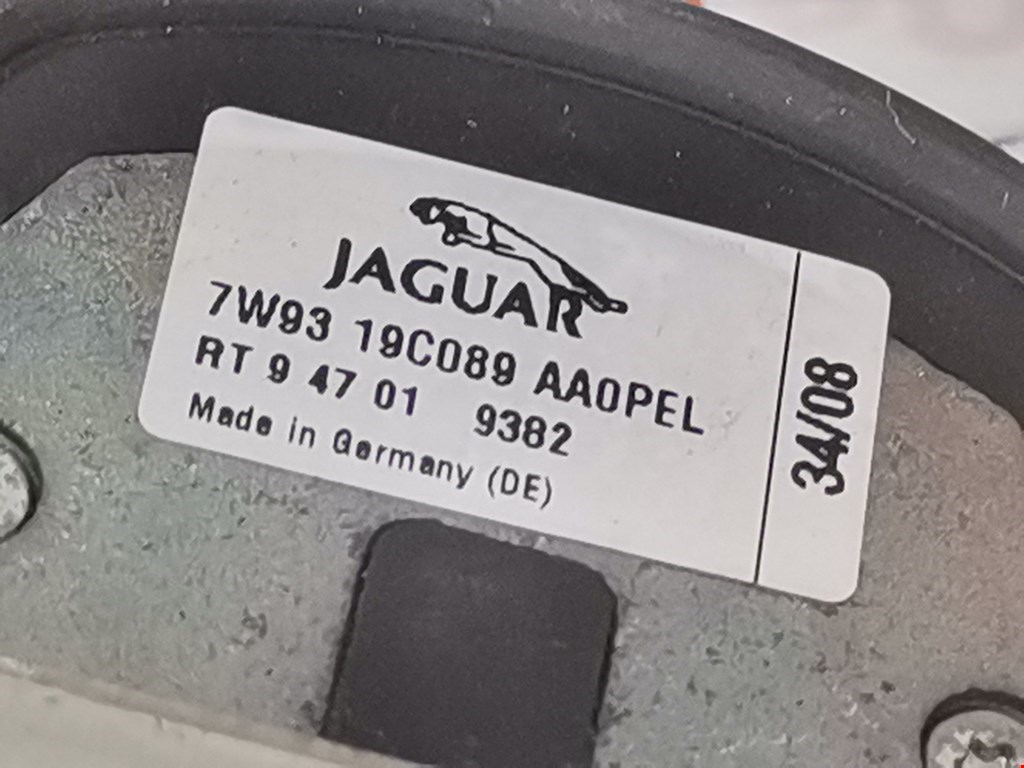 JAGUAR
7W93 19C089 AA0PEL
RT 9 47 01 9382
Made in Germany (DE)
34/08